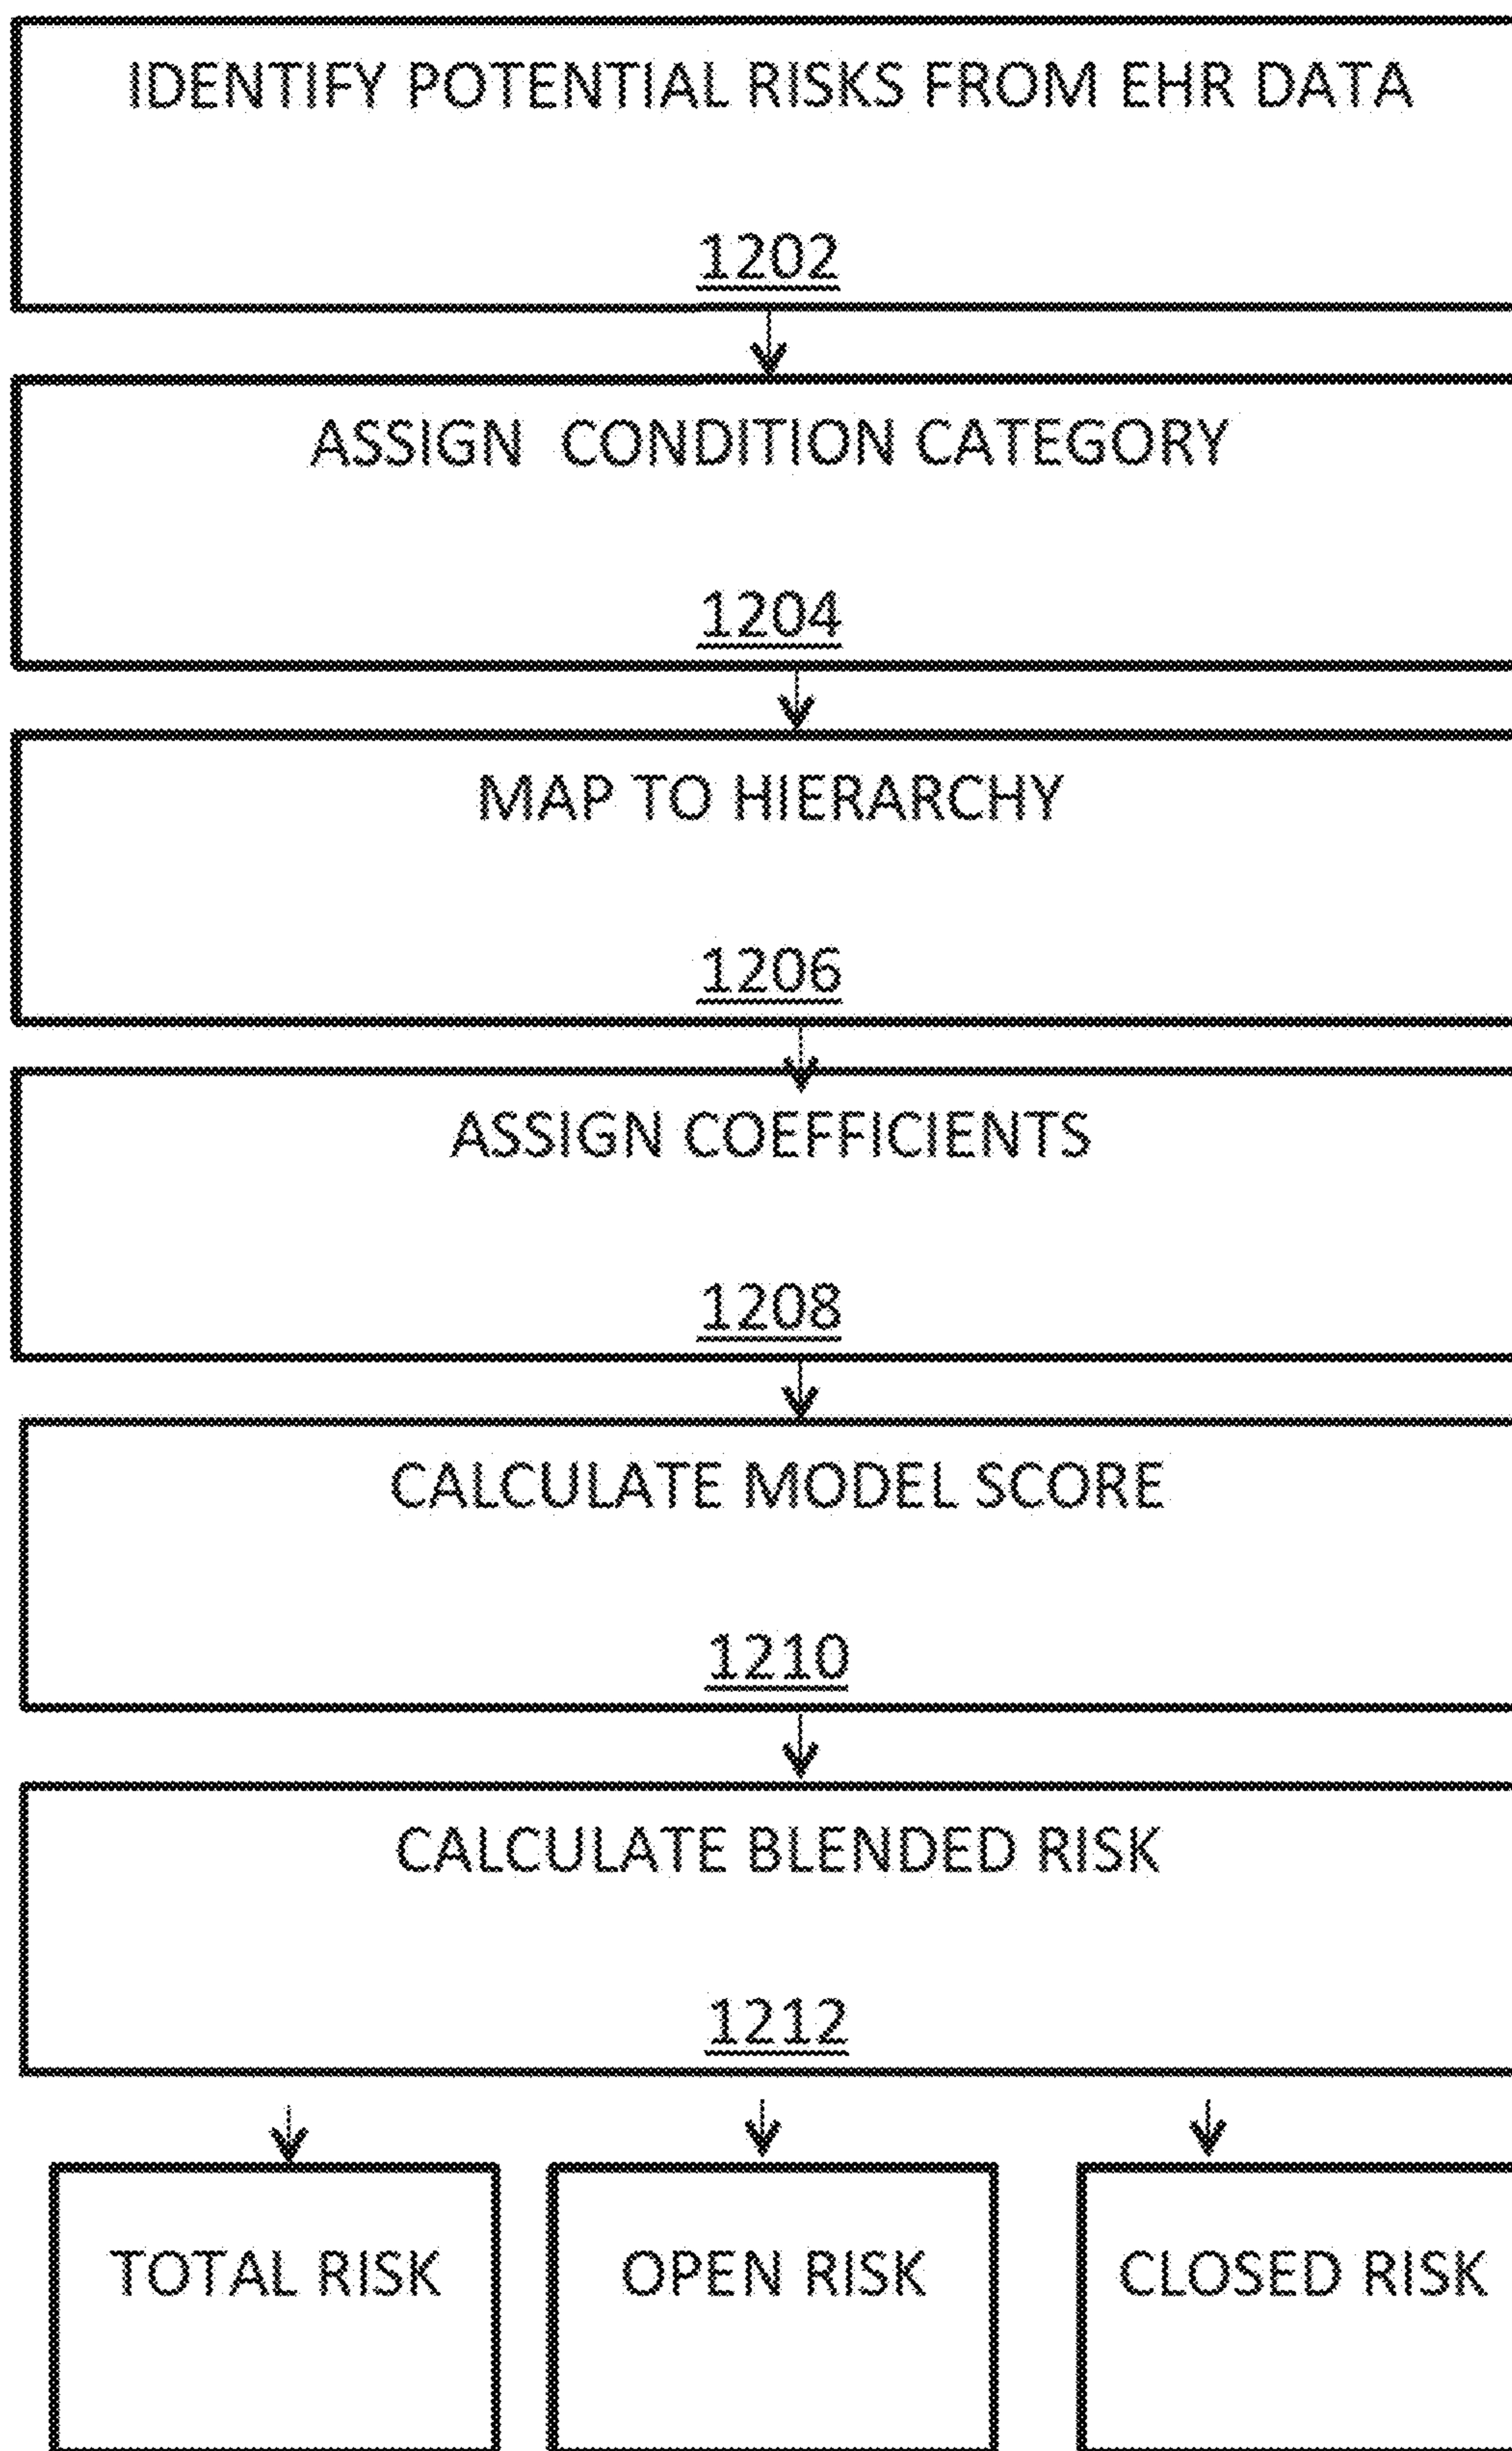 IDENTIFY POTENTIAL RISKS FROM EHR DATA
1202
ASSIGN CONDITION CATEGORY
1204
MAP TO HIERARCHY
1206
ASSIGN COEFFICIENTS
1208
CALCULATE MODEL SCORE
1210
CALCULATE BLENDED RISK
1212
TOTAL RISK
OPEN RISK
CLOSED RISK